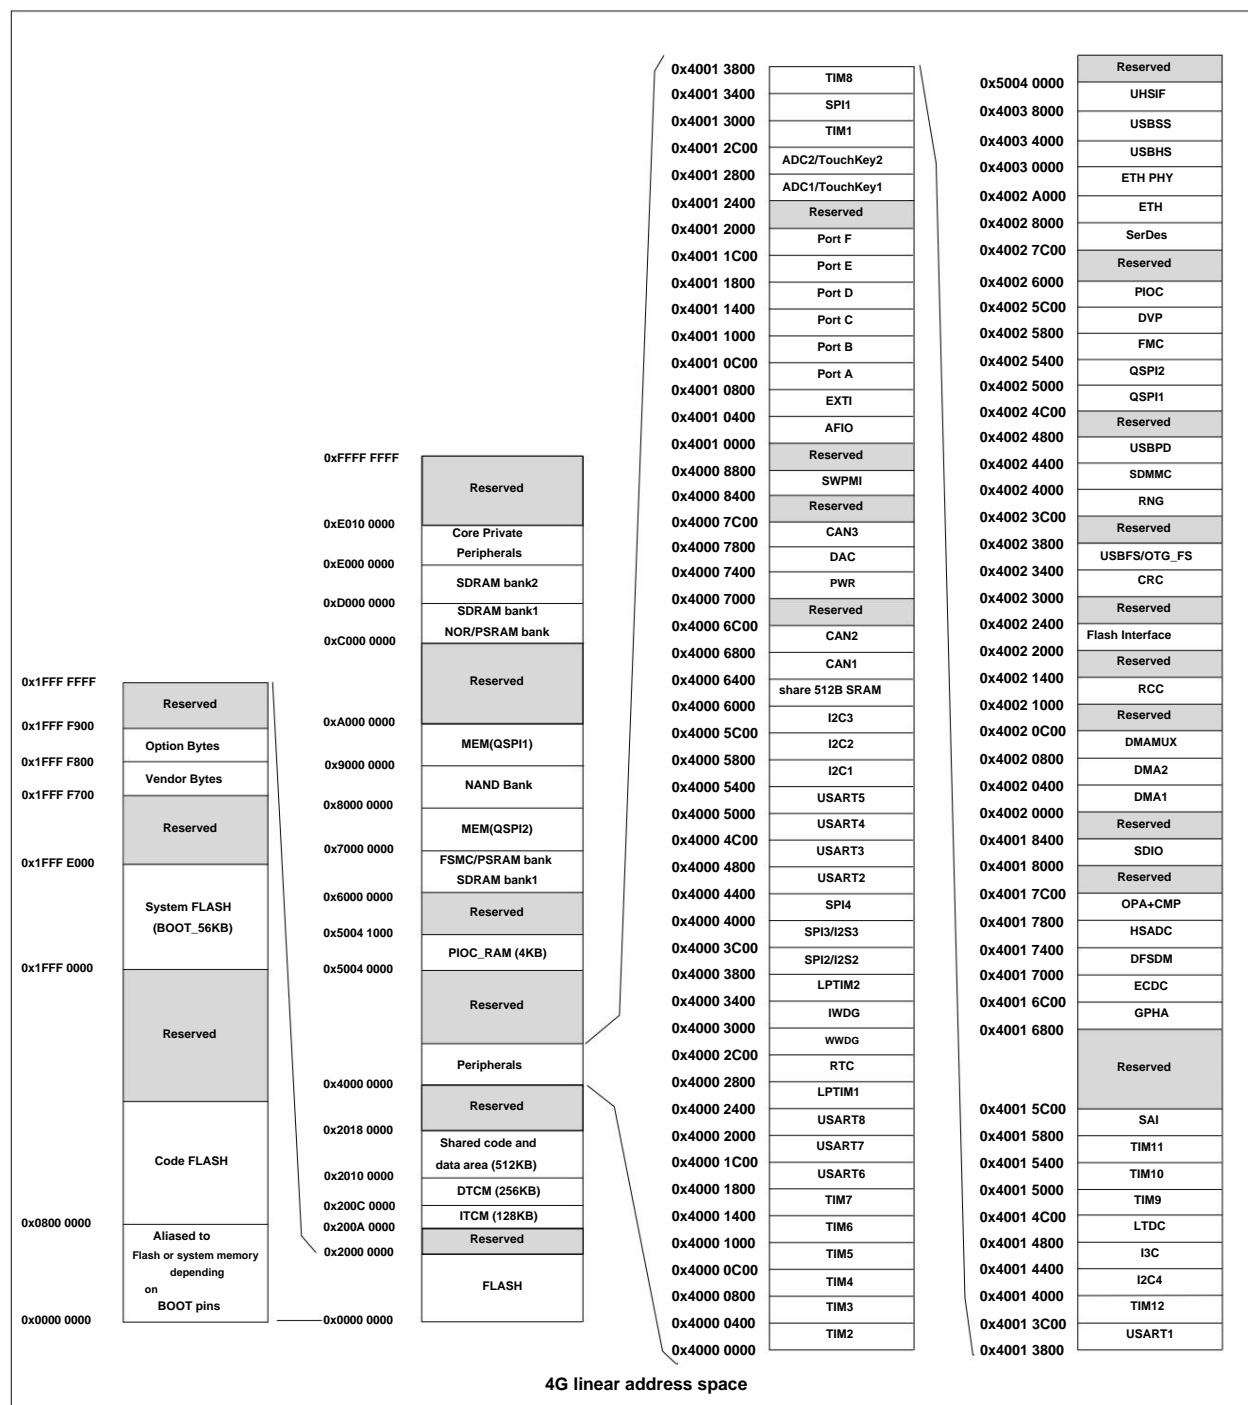 0x1FFF FFFF
Reserved
0x1FFF F900
Option Bytes
0x1FFF F800
Vendor Bytes
0x1FFF F700
Reserved
0x1FFF E000
System FLASH
(BOOT_56KB)
0x1FFF 0000
Reserved
Code FLASH
0x0800 0000
Aliased to
Flash or system memory
depending
on
BOOT pins
0x0000 0000
0xFFFF FFFF
Reserved
0xE010 0000
Core Private
Peripherals
0xE000 0000
SDRAM bank2
0xD000 0000
SDRAM bank1
NOR/PSRAM bank
0xC000 0000
Reserved
0xA000 0000
MEM(QSPI1)
0x9000 0000
NAND Bank
0x8000 0000
MEM(QSPI2)
0x7000 0000
FSMC/PSRAM bank
SDRAM bank1
0x6000 0000
Reserved
0x5004 1000
PIOC_RAM (4KB)
0x5004 0000
Reserved
Peripherals
0x4000 0000
Reserved
0x2018 0000
Shared code and
data area (512KB)
0x2010 0000
DTCM (256KB)
0x200C 0000
ITCM (128KB)
0x200A 0000
Reserved
0x2000 0000
FLASH
0x0000 0000
0x4001 3800
TIM8
0x4001 3400
SPI1
0x4001 3000
TIM1
0x4001 2C00
ADC2/TouchKey2
0x4001 2800
ADC1/TouchKey1
0x4001 2400
Reserved
0x4001 2000
Port F
0x4001 1C00
Port E
0x4001 1800
Port D
0x4001 1400
Port C
0x4001 1000
Port B
0x4001 0C00
Port A
0x4001 0800
EXTI
0x4001 0400
AFIO
0x4001 0000
Reserved
0x4000 8800
SWPMI
0x4000 8400
Reserved
0x4000 7C00
CAN3
0x4000 7800
DAC
0x4000 7400
PWR
0x4000 7000
Reserved
0x4000 6C00
CAN2
0x4000 6800
CAN1
0x4000 6400
share 512B SRAM
0x4000 6000
I2C3
0x4000 5C00
I2C2
0x4000 5800
I2C1
0x4000 5400
USART5
0x4000 5000
USART4
0x4000 4C00
USART3
0x4000 4800
USART2
0x4000 4400
SPI4
0x4000 4000
SPI3/I2S3
0x4000 3C00
SPI2/I2S2
0x4000 3800
LPTIM2
0x4000 3400
IWDG
0x4000 3000
WWDG
0x4000 2C00
RTC
0x4000 2800
LPTIM1
0x4000 2400
USART8
0x4000 2000
USART7
0x4000 1C00
USART6
0x4000 1800
TIM7
0x4000 1400
TIM6
0x4000 1000
TIM5
0x4000 0C00
TIM4
0x4000 0800
TIM3
0x4000 0400
TIM2
0x4000 0000
Reserved
0x5004 0000
UHSIF
0x4003 8000
USBSS
0x4003 4000
USBHS
0x4003 0000
ETH PHY
0x4002 A000
ETH
0x4002 8000
SerDes
0x4002 7C00
Reserved
0x4002 6000
PIOC
0x4002 5C00
DVP
0x4002 5800
FMC
0x4002 5400
QSPI2
0x4002 5000
QSPI1
0x4002 4C00
Reserved
0x4002 4800
USBPD
0x4002 4400
SDMMC
0x4002 4000
RNG
0x4002 3C00
Reserved
0x4002 3800
USBFS/OTG_FS
0x4002 3400
CRC
0x4002 3000
Reserved
0x4002 2400
Flash Interface
0x4002 2000
Reserved
0x4002 1400
RCC
0x4002 1000
Reserved
0x4002 0C00
DMAMUX
0x4002 0800
DMA2
0x4002 0400
DMA1
0x4002 0000
Reserved
0x4001 8400
SDIO
0x4001 8000
Reserved
0x4001 7C00
OPA+CMP
0x4001 7800
HSADC
0x4001 7400
DFSDM
0x4001 7000
ECDC
0x4001 6C00
GPHA
0x4001 6800
Reserved
0x4001 5C00
SAI
0x4001 5800
TIM11
0x4001 5400
TIM10
0x4001 5000
TIM9
0x4001 4C00
LTDC
0x4001 4800
I3C
0x4001 4400
I2C4
0x4001 4000
TIM12
0x4001 3C00
USART1
0x4001 3800
4G linear address space